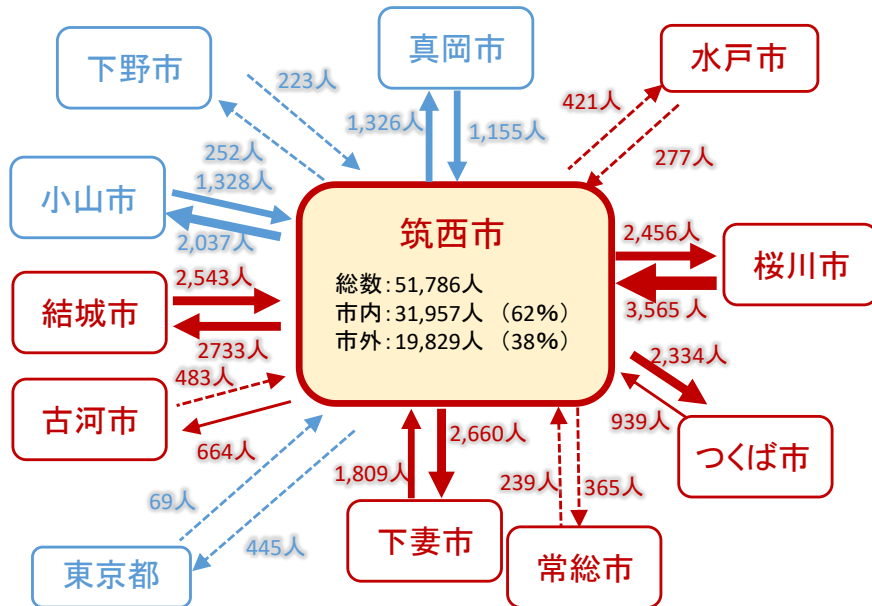 下野市
223人
252人
真岡市
1,326人
1,155人
水戸市
421人
277人
小山市
1,328人
2,037人
筑西市
総数：51,786人
市内：31,957人 （62%）
市外：19,829人 （38%）
2,456人
桜川市
3,565 人
結城市
2,543人
2733人
2,334人
939人
つくば市
古河市
483人
664人
69人
445人
東京都
1,809人
2,660人
下妻市
239人
365人
常総市